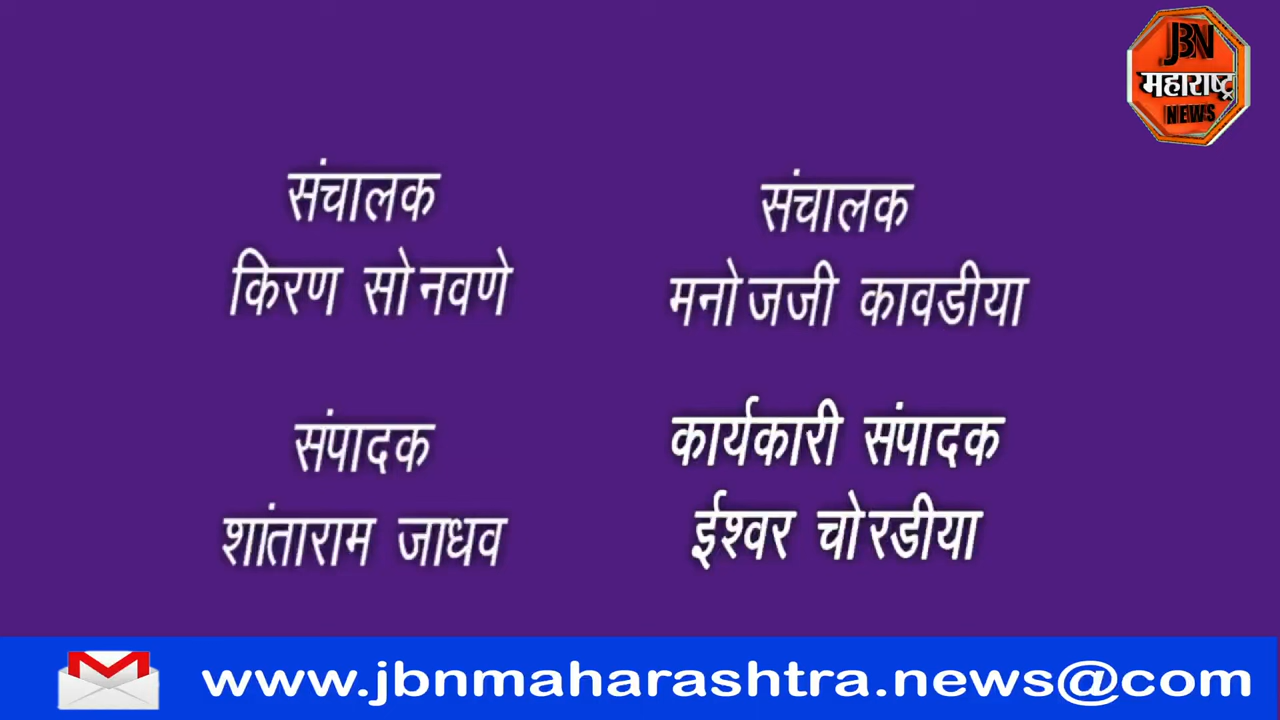 JBN
महाराष्ट्र
NEWS
संचालक
किरण सोनवणे
संचालक
मनोजजी कावडीया
संपादक
शांताराम जाधव
कार्यकारी संपादक
ईश्वर चोरडीया
www.jbnmaharashtra.news@com